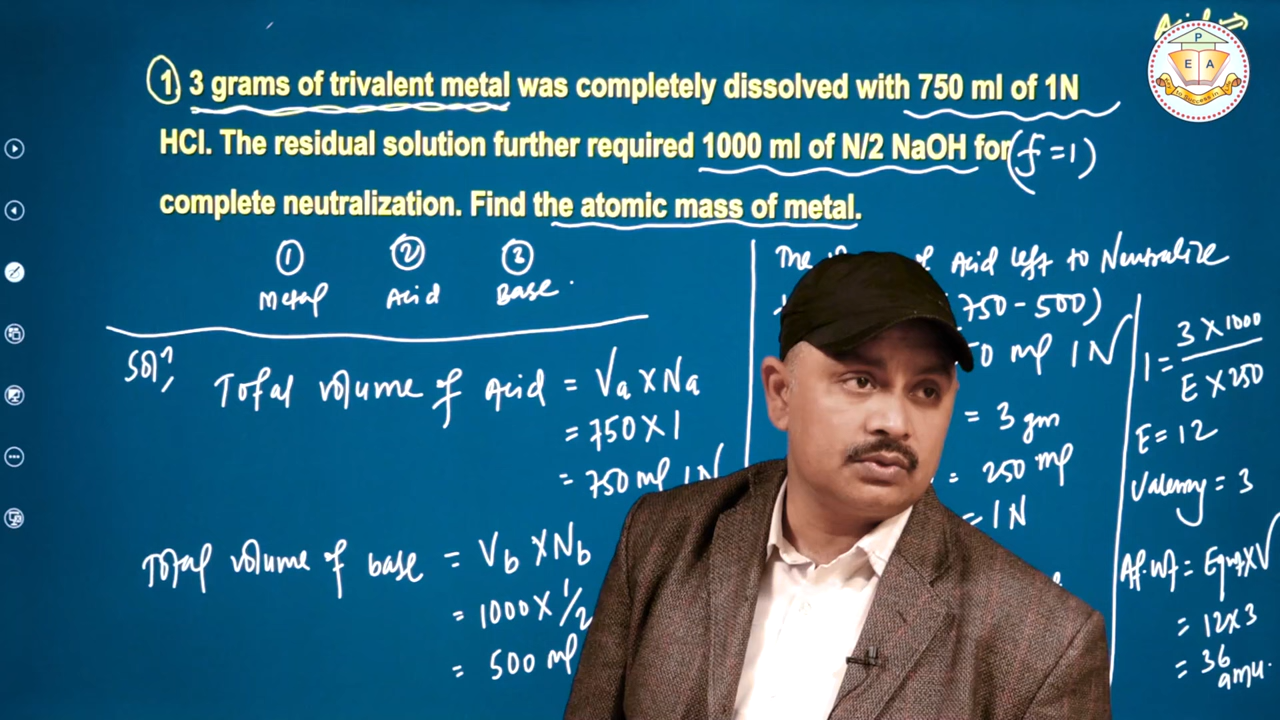 1. 3 grams of trivalent metal was completely dissolved with 750 ml of 1N
HCl. The residual solution further required 1000 ml of N/2 NaOH for (f = 1)
complete neutralization. Find the atomic mass of metal.
① ② ③
Metal Acid Base.
Total volume of Acid = Va × Na
= 750 × 1
= 750 ml 1N
Total volume of base = Vb × Nb
= 1000 × 1/2
= 500 ml
The of Acid left to Neutralize
(750 - 500)
50 ml 1N
= 3 gm
= 250 ml
= 1N
1 = 3 × 1000
E × 250
E = 12
Valency = 3
At. wt = Eq wt × V
= 12 × 3
= 36
amu.
P
E A